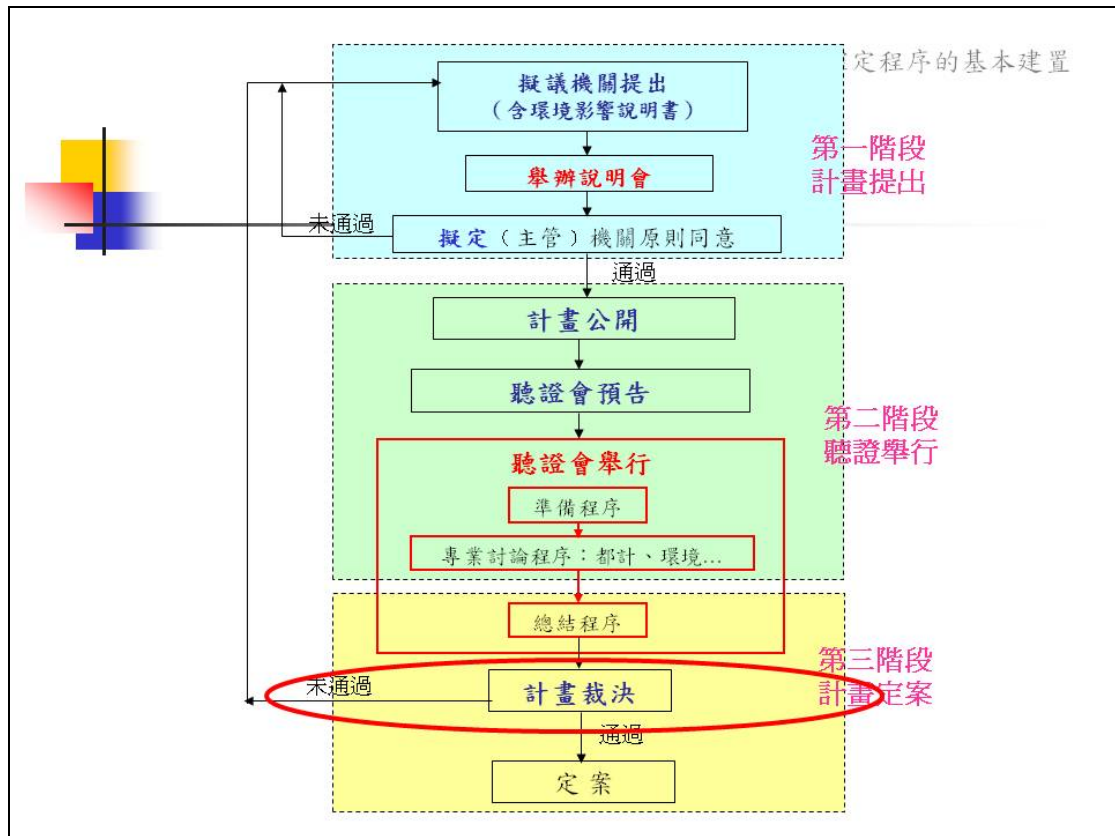 定程序的基本建置
擬議機關提出
（含環境影響說明書）
第一階段
計畫提出
舉辦說明會
未通過
擬定（主管）機關原則同意
通過
計畫公開
聽證會預告
第二階段
聽證舉行
聽證會舉行
準備程序
專業討論程序：都計、環境…
總結程序
第三階段
計畫定案
未通過
計畫裁決
通過
定案